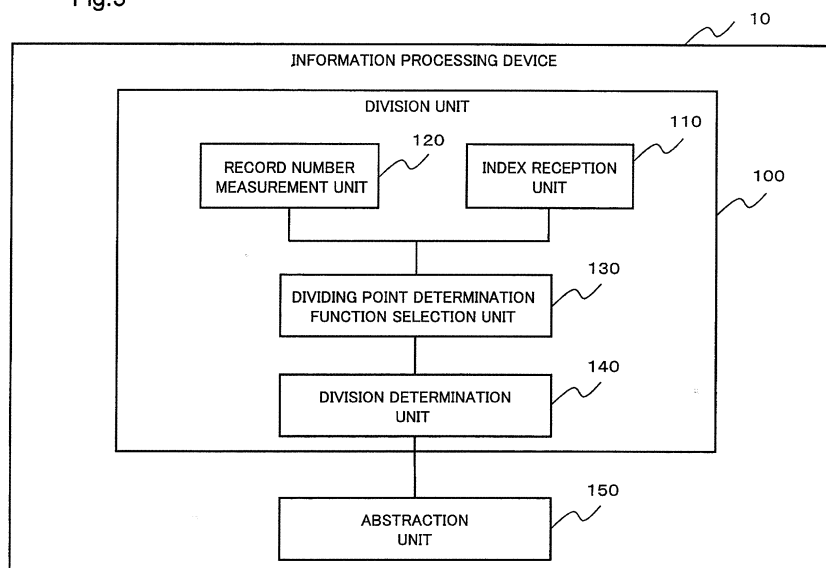 Fig.3
10
INFORMATION PROCESSING DEVICE
DIVISION UNIT
120
110
RECORD NUMBER
MEASUREMENT UNIT
INDEX RECEPTION
UNIT
100
130
DIVIDING POINT DETERMINATION
FUNCTION SELECTION UNIT
140
DIVISION DETERMINATION
UNIT
150
ABSTRACTION
UNIT